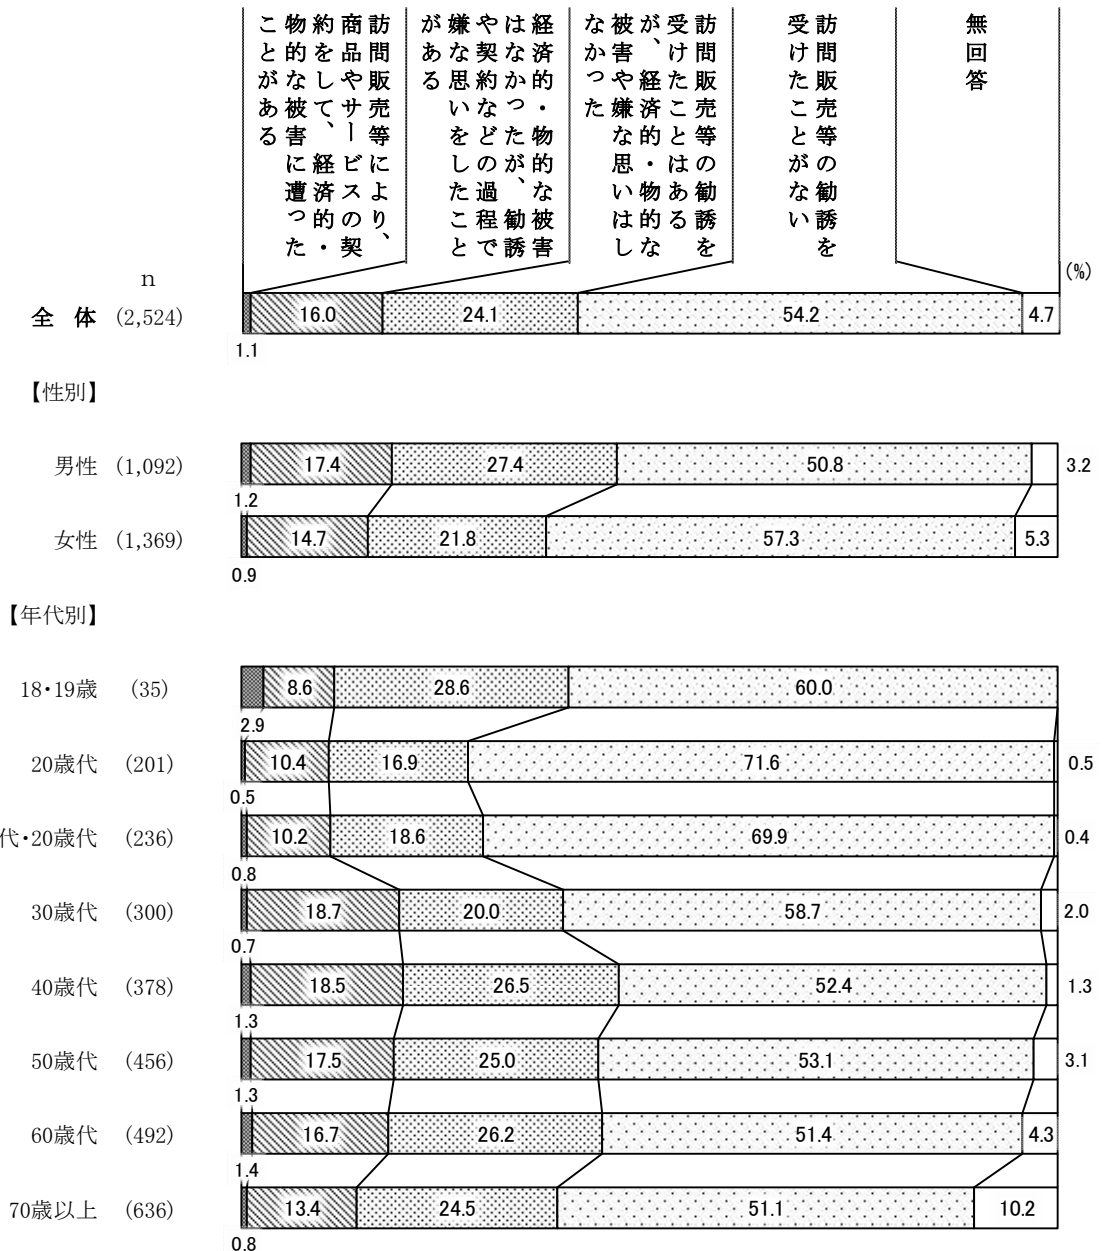 訪問販売等により、
商品やサービスの契
約をして、経済的・
物的な被害に遭った
ことがある
経済的・物的な被害
はなかったが、勧誘
や契約などの過程で
嫌な思いをしたこと
がある
訪問販売等の勧誘を
受けたことはある
が、経済的・物的な
被害や嫌な思いはし
なかった
訪問販売等の勧誘を
受けたことがない
無回答
n
(%)
全 体 (2,524) 16.0 24.1 54.2 4.7
1.1
【性別】
男性 (1,092) 17.4 27.4 50.8 3.2
1.2
女性 (1,369) 14.7 21.8 57.3 5.3
0.9
【年代別】
18・19歳 (35) 8.6 28.6 60.0
2.9
20歳代 (201) 10.4 16.9 71.6 0.5
0.5
代・20歳代 (236) 10.2 18.6 69.9 0.4
0.8
30歳代 (300) 18.7 20.0 58.7 2.0
0.7
40歳代 (378) 18.5 26.5 52.4 1.3
1.3
50歳代 (456) 17.5 25.0 53.1 3.1
1.3
60歳代 (492) 16.7 26.2 51.4 4.3
1.4
70歳以上 (636) 13.4 24.5 51.1 10.2
0.8